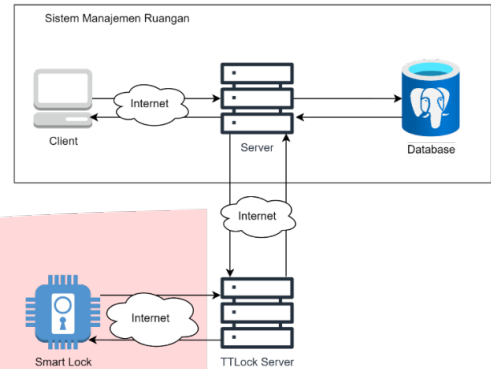 Sistem Manajemen Ruangan
Internet
Client
Server
Database
Internet
Internet
Smart Lock
TTLock Server